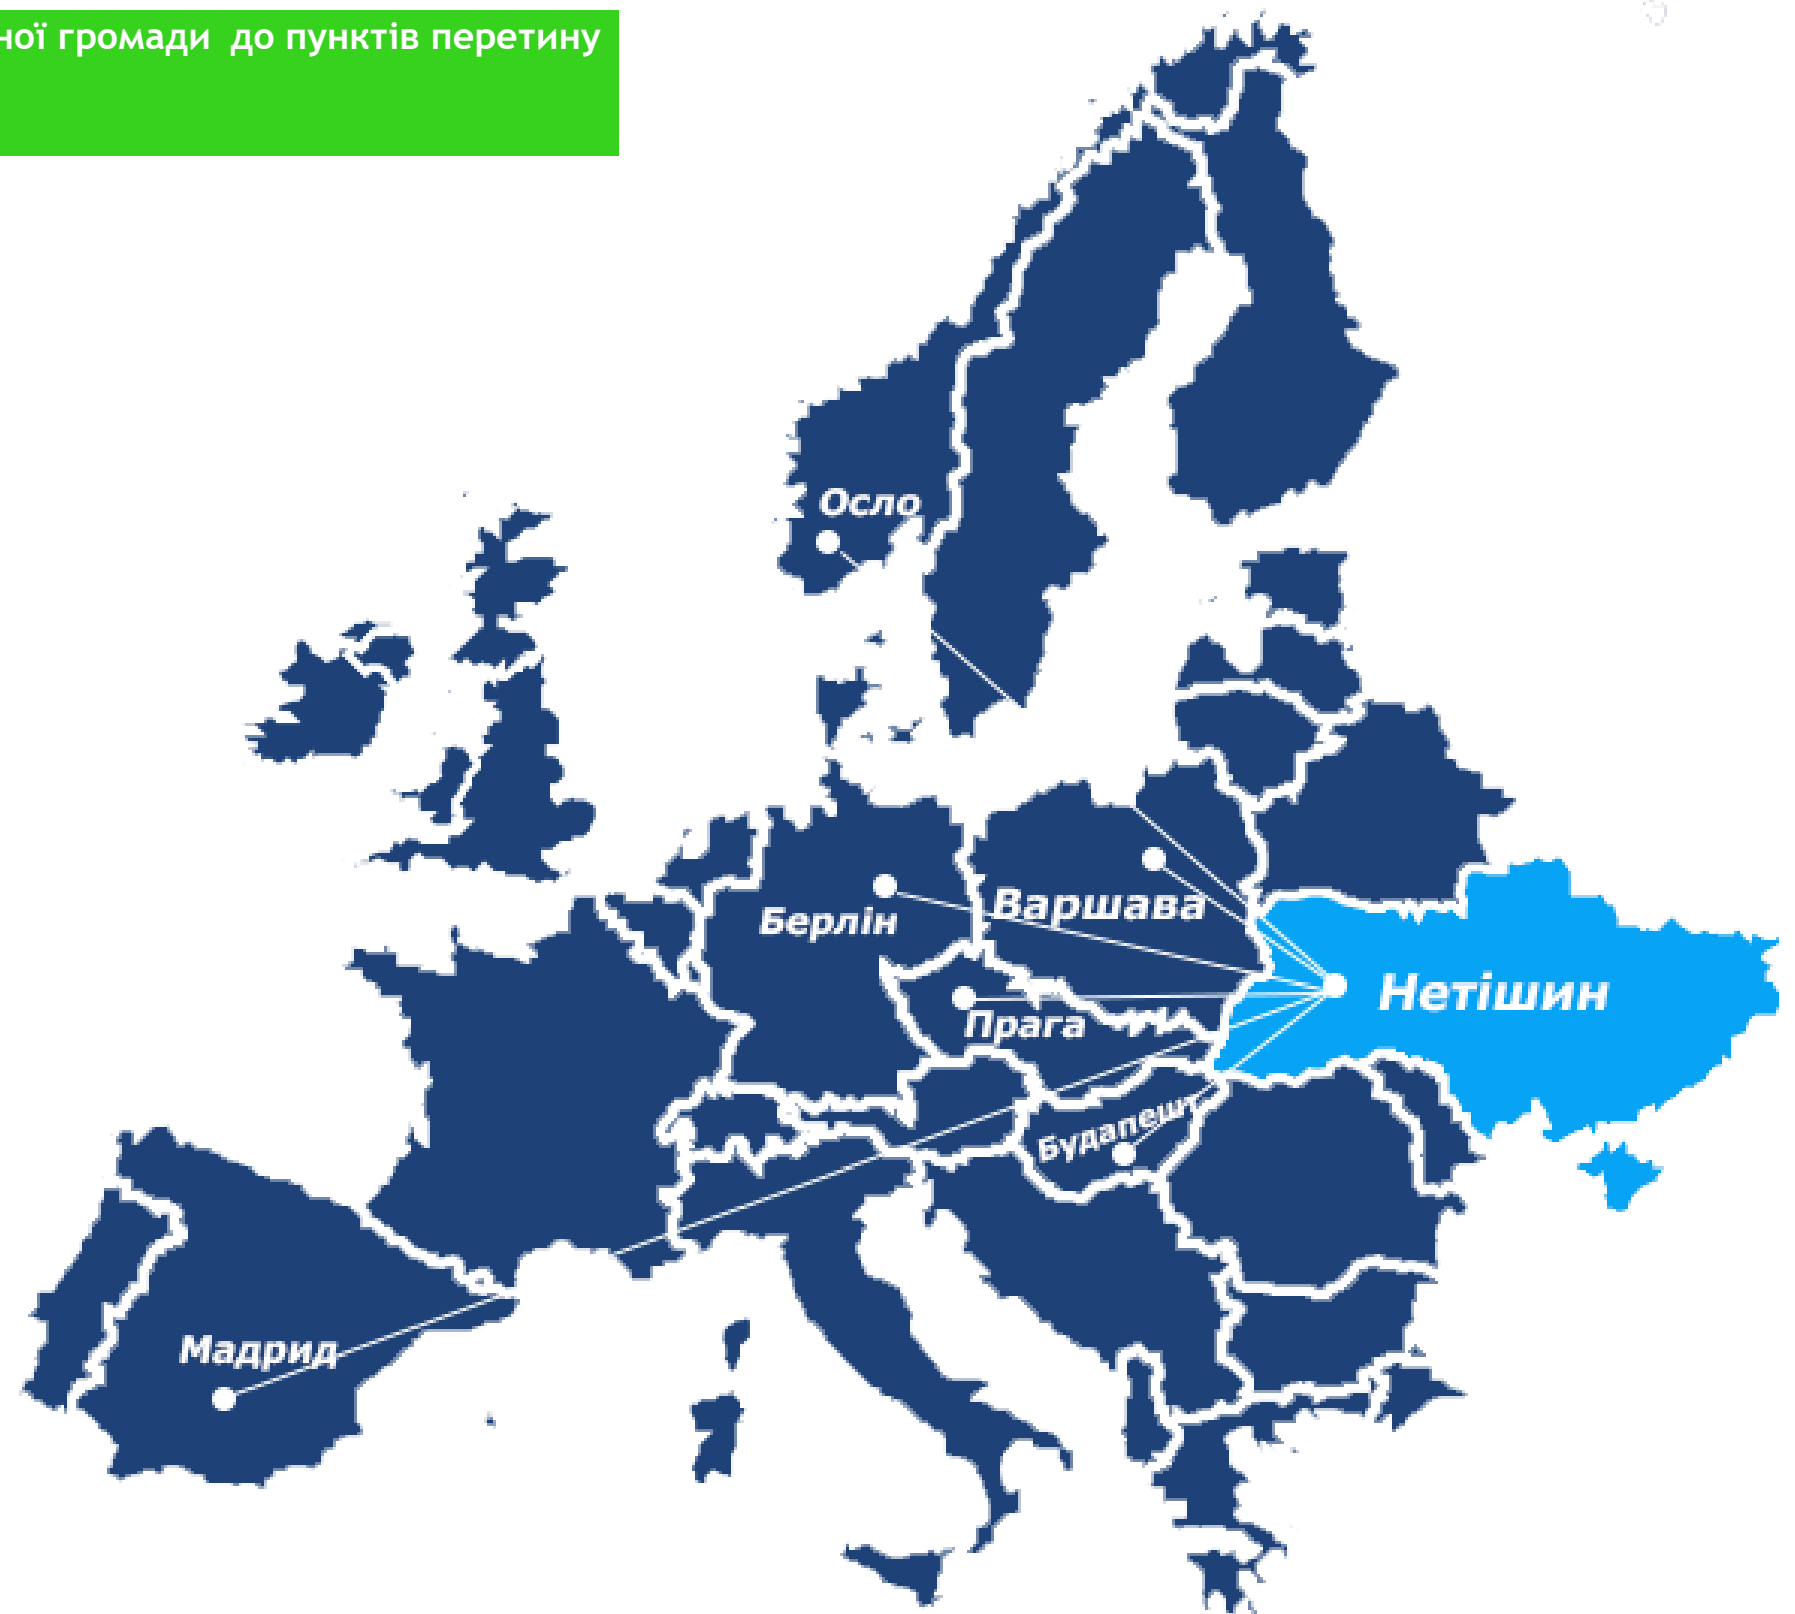 ної громади до пунктів перетину
Осло
Берлін
Варшава
Нетішин
Прага
Будапешт
Мадрид